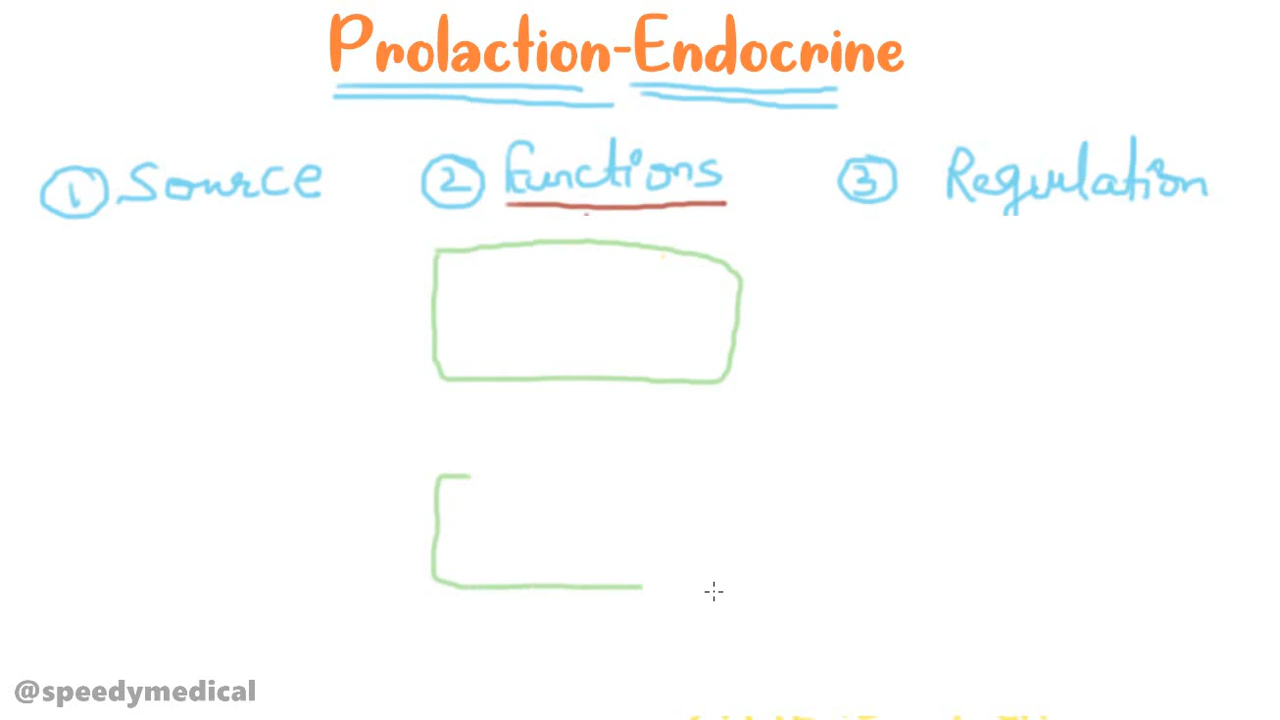 Prolaction-Endocrine
1 Source 2 Functions 3 Regulation
@speedymedical